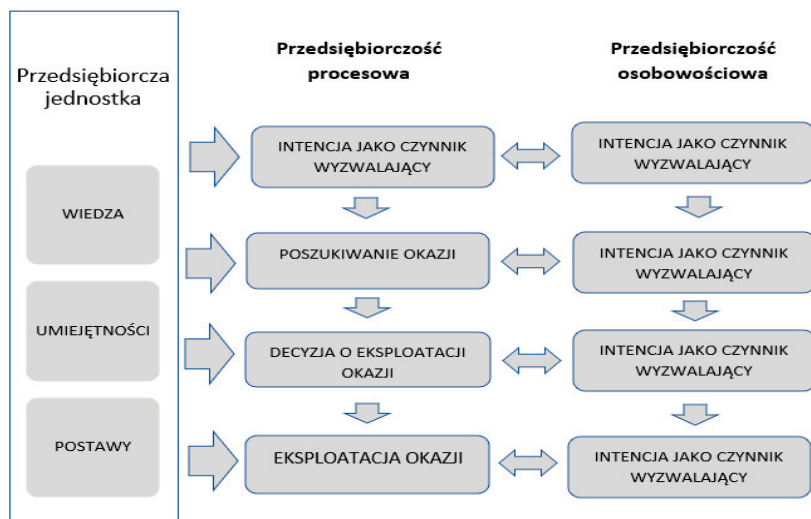 Przedsiębiorcza
jednostka
WIEDZA
UMIEJĘTNOŚCI
POSTAWY
Przedsiębiorczość
procesowa
INTENCJA JAKO CZYNNIK
WYZWALAJĄCY
POSZUKIWANIE OKAZJI
DECYZJA O EKSPLOATACJI
OKAZJI
EKSPLOATACJA OKAZJI
Przedsiębiorczość
osobowościowa
INTENCJA JAKO CZYNNIK
WYZWALAJĄCY
INTENCJA JAKO CZYNNIK
WYZWALAJĄCY
INTENCJA JAKO CZYNNIK
WYZWALAJĄCY
INTENCJA JAKO CZYNNIK
WYZWALAJĄCY